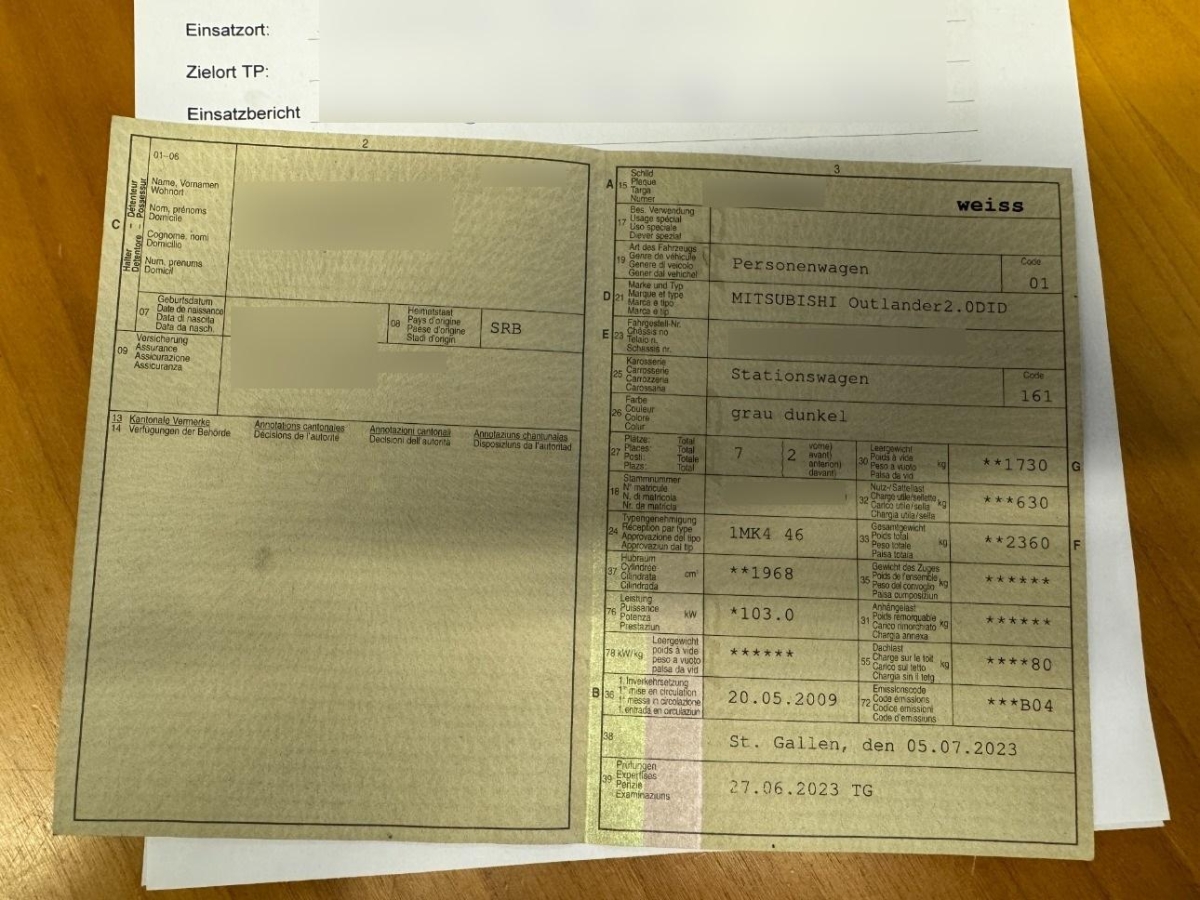 Einsatzort:
Zielort TP:
Einsatzbericht
2
C
Halter - Detentore
Détenteur - Possessur
01-06
Name, Vornamen
Wohnort
Nom, prénoms
Domicile
Cognome, nomi
Domicilio
Num, prenums
Domicil
07
Geburtsdatum
Date de naissance
Data di nascita
Data da nasch.
08
Heimatstaat
Pays d'origine
Paese d'origine
Stadi d'origin
SRB
09
Versicherung
Assurance
Assicurazione
Assicuranza
13 Kantonale Vermerke
Annotations cantonales
Annotazioni cantonali
Annotaziuns chantunales
14 Verfügungen der Behörde
Décisions de l'autorité
Decisioni dell'autorità
Disposiziuns da l'autoritad
3
A 15
Schild
Plaque
Targa
Numer
weiss
17
Bes. Verwendung
Usage spécial
Uso speciale
Diever spezial
19
Art des Fahrzeugs
Genre de véhicule
Genere di veicolo
Gener dal vehichel
Personenwagen
Code
01
D 21
Marke und Typ
Marque et type
Marca e tipo
Marca e tip
MITSUBISHI Outlander2.0DID
E 23
Fahrgestell-Nr.
Châssis no
Telaio n.
Schassis nr.
25
Karosserie
Carrosserie
Carrozzeria
Carossaria
Stationswagen
Code
161
26
Farbe
Couleur
Colore
Colur
grau dunkel
27
Plätze: Total
Places: Total
Posti: Totale
Plazs: Total
7
2
vorne)
avant)
anteriori)
davant)
30
Leergewicht
Poids à vide
Peso a vuoto
Paisa da vid
kg
**1730
G
18
Stammnummer
N° matricule
N. di matricola
Nr. da matricla
32
Nutz-/Sattellast
Charge utile/sellette
Carico utile/sella
Chargia utila/sella
kg
***630
24
Typengenehmigung
Réception par type
Approvazione del tipo
Approvaziun dal tip
1MK4 46
33
Gesamtgewicht
Poids total
Peso totale
Paisa totala
kg
**2360
F
37
Hubraum
Cylindrée
Cilindrata
Cilindrada
cm³
**1968
35
Gewicht des Zuges
Poids de l'ensemble
Peso del convoglio
Paisa cumposiziun
kg
******
76
Leistung
Puissance
Potenza
Prestaziun
kW
*103.0
31
Anhängelast
Poids remorquable
Carico rimorchiato
Chargia annexa
kg
******
78 kW/kg
Leergewicht
poids à vide
peso a vuoto
paisa da vid
******
55
Dachlast
Charge sur le toit
Carico sul tetto
Chargia sin il tetg
kg
****80
B 36
1. Inverkehrsetzung
1re mise en circulation
1a messa in circolazione
1. entrada en circulaziun
20.05.2009
72
Emissionscode
Code émissions
Codice emissioni
Code d'emissiuns
***B04
38
St. Gallen, den 05.07.2023
39
Prüfungen
Expertises
Perizie
Examinaziuns
27.06.2023 TG